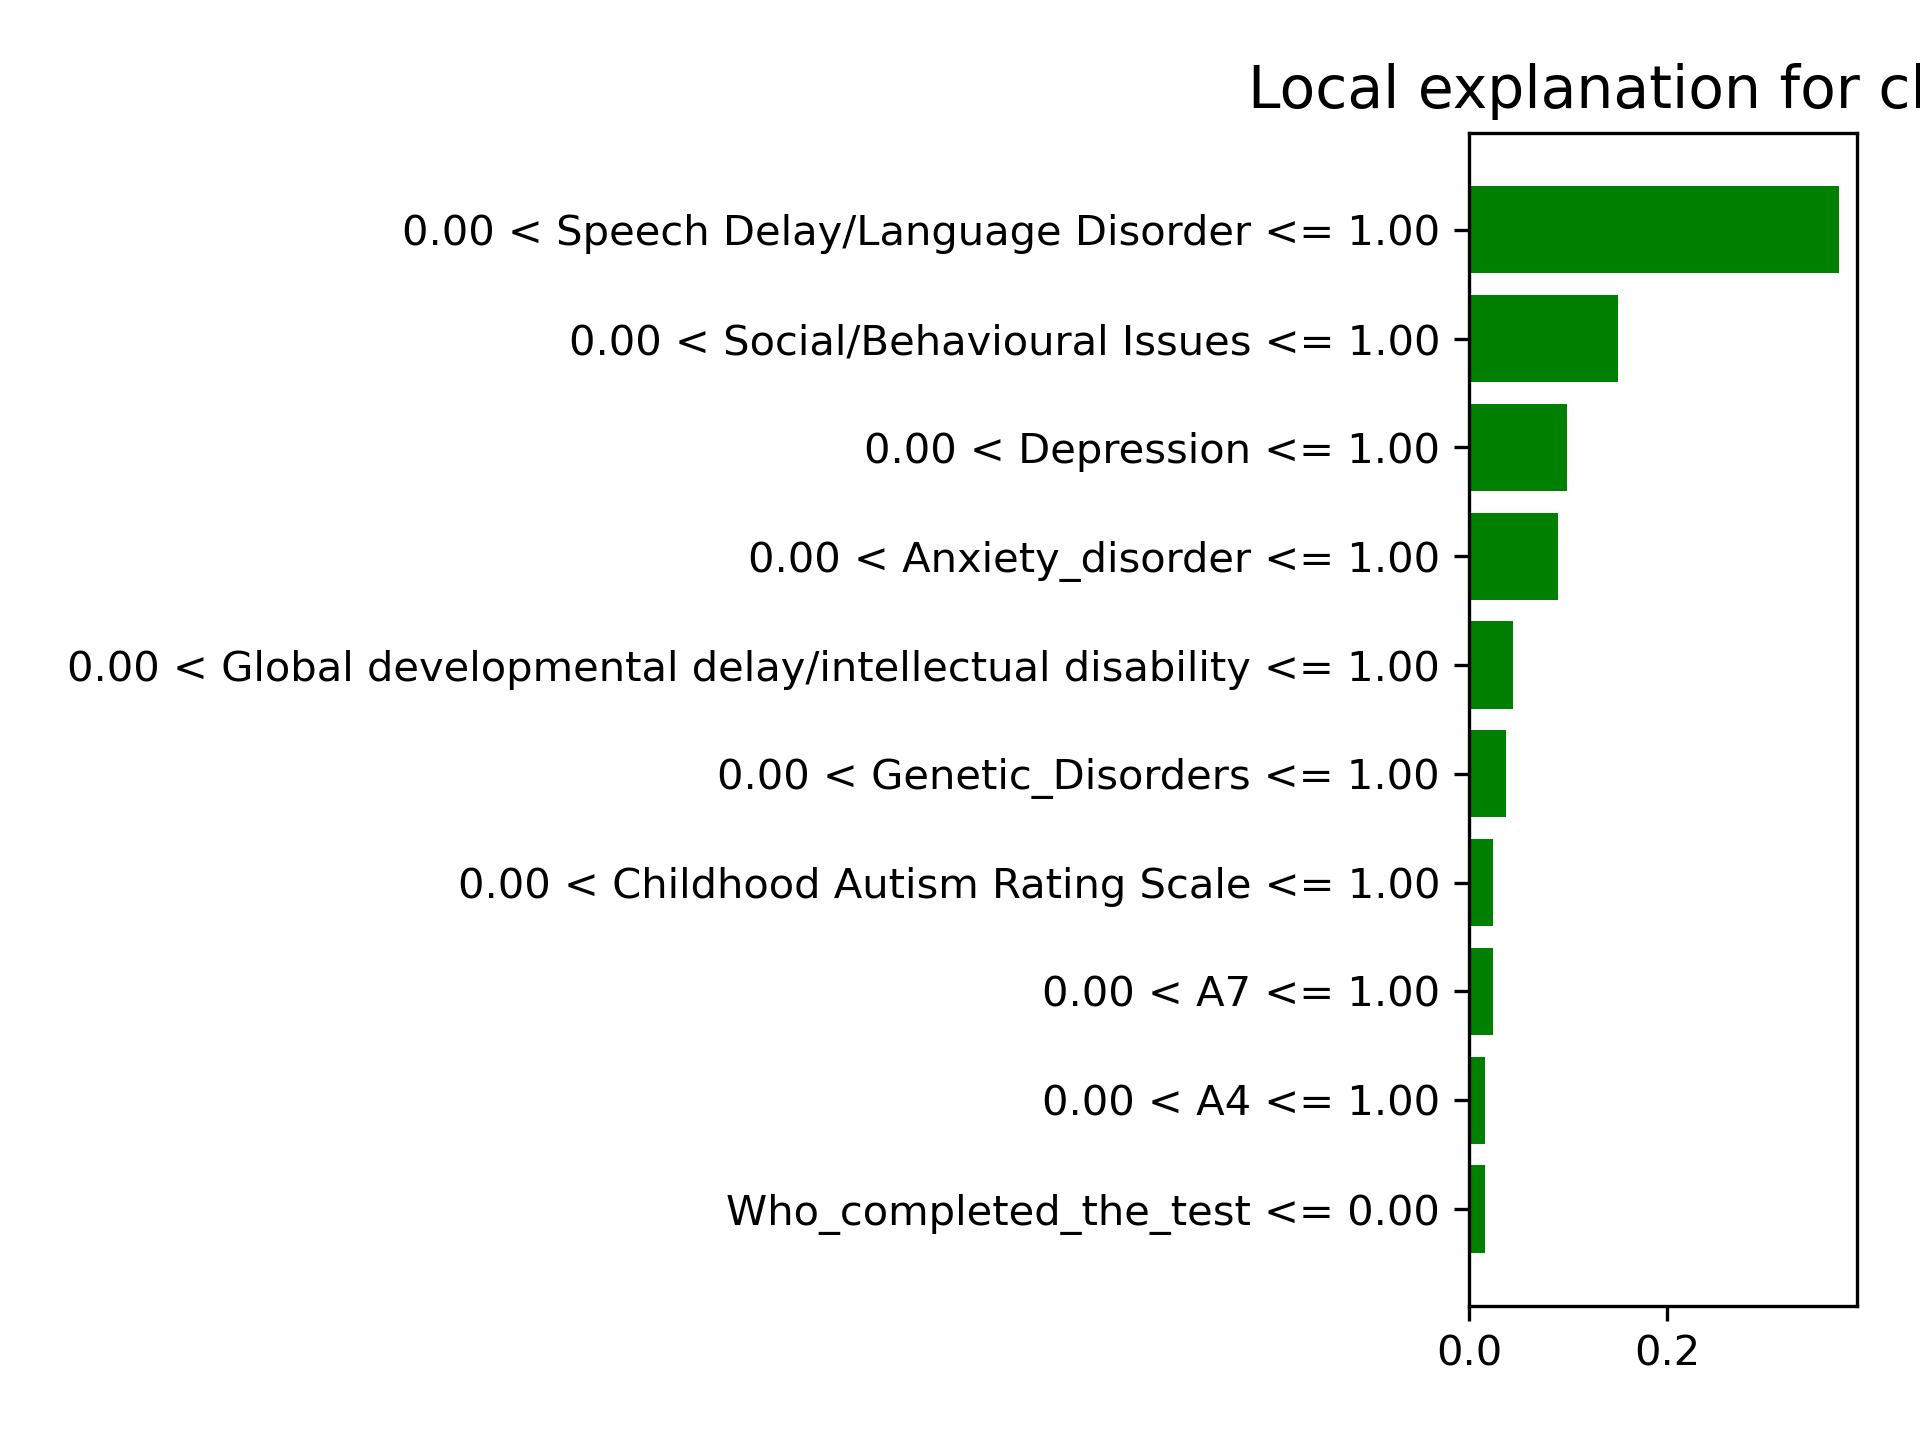 Local explanation for cl
0.00 < Speech Delay/Language Disorder <= 1.00
0.00 < Social/Behavioural Issues <= 1.00
0.00 < Depression <= 1.00
0.00 < Anxiety_disorder <= 1.00
0.00 < Global developmental delay/intellectual disability <= 1.00
0.00 < Genetic_Disorders <= 1.00
0.00 < Childhood Autism Rating Scale <= 1.00
0.00 < A7 <= 1.00
0.00 < A4 <= 1.00
Who_completed_the_test <= 0.00
0.0 0.2